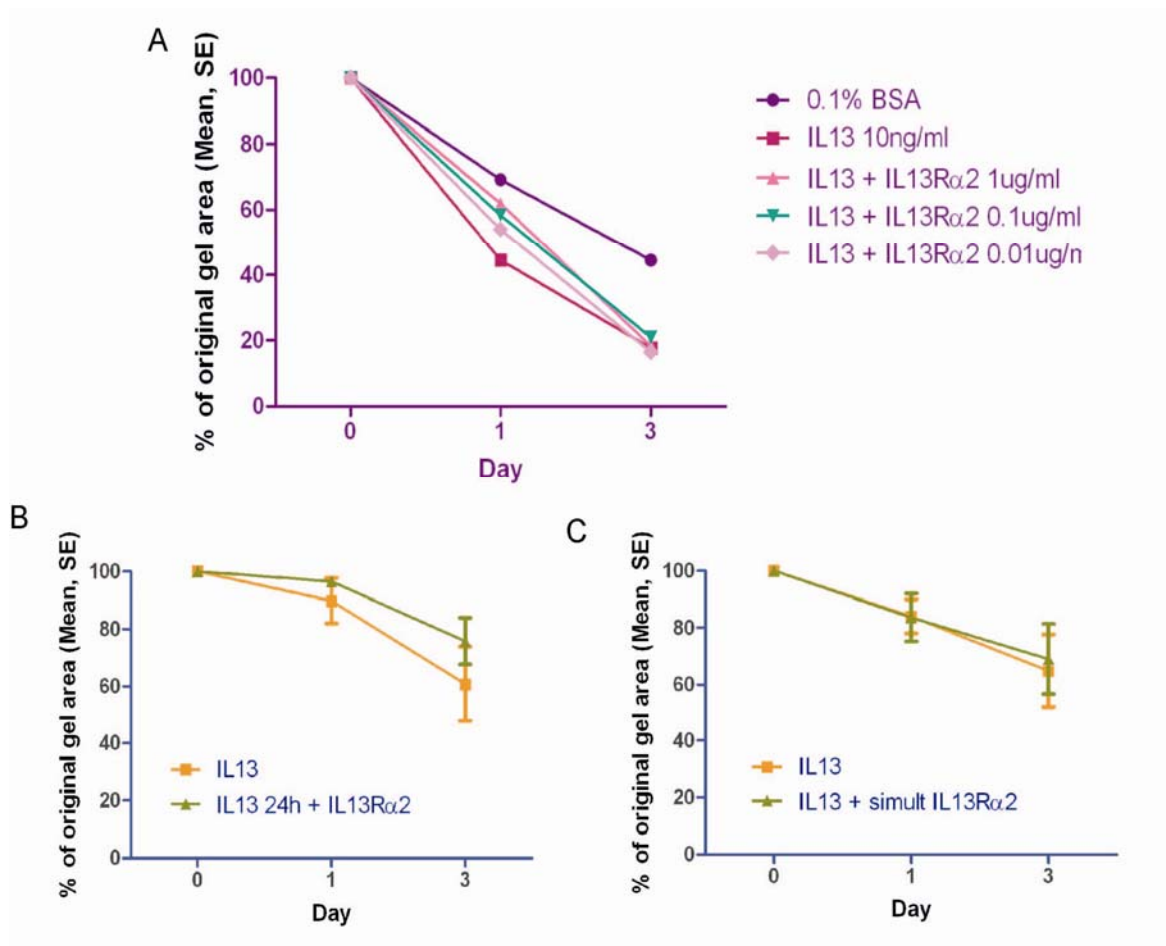 A
% of original gel area (Mean, SE)
100
80
60
40
20
0
0 1 3
Day
0.1% BSA
IL13 10ng/ml
IL13 + IL13Rα2 1ug/ml
IL13 + IL13Rα2 0.1ug/ml
IL13 + IL13Rα2 0.01ug/n
B
% of original gel area (Mean, SE)
100
80
60
40
20
0
0 1 3
Day
IL13
IL13 24h + IL13Rα2
C
% of original gel area (Mean, SE)
100
80
60
40
20
0
0 1 3
Day
IL13
IL13 + simult IL13Rα2